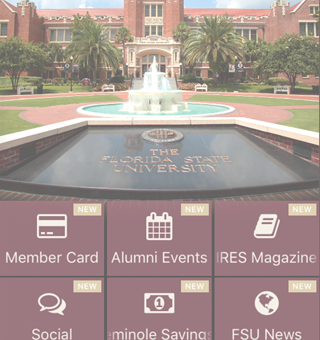 THE
FLORIDA STATE
UNIVERSITY
NEW
NEW
NEW
Member Card
Alumni Events
IRES Magazine
NEW
NEW
NEW
Social
minole Savings
FSU News